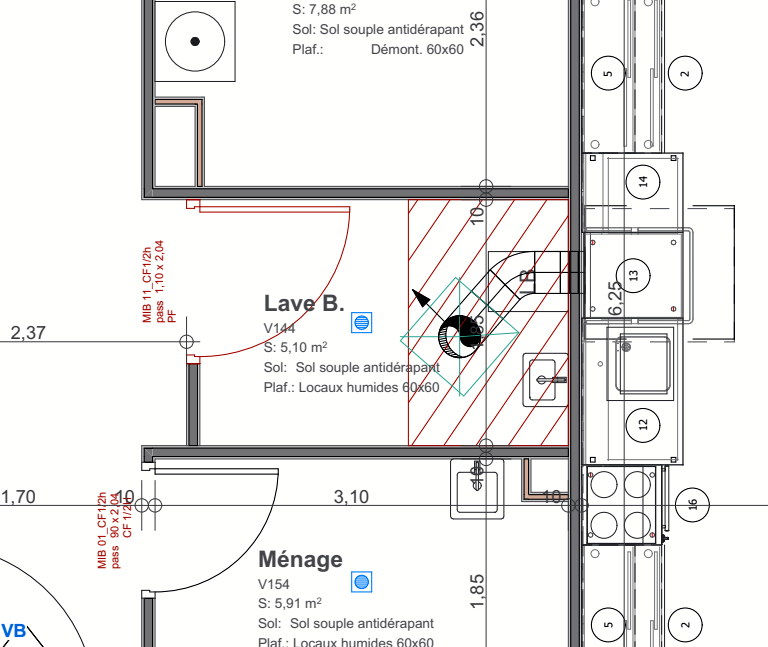 S: 7,88 m²
Sol: Sol souple antidérapant
Plaf.: Démont. 60x60
2,36
5
2
14
10
MIB 11_CF1/2h
pass 1,10 x 2,04
PF
13
6,25
Lave B.
V144
S: 5,10 m²
Sol: Sol souple antidérapant
Plaf.: Locaux humides 60x60
2,37
12
10
1,70
10
3,10
10
16
MIB 01_CF1/2h
pass 90 x 2,04
CF 1/2h
Ménage
V154
S: 5,91 m²
Sol: Sol souple antidérapant
Plaf.: Locaux humides 60x60
1,85
5
2
VB